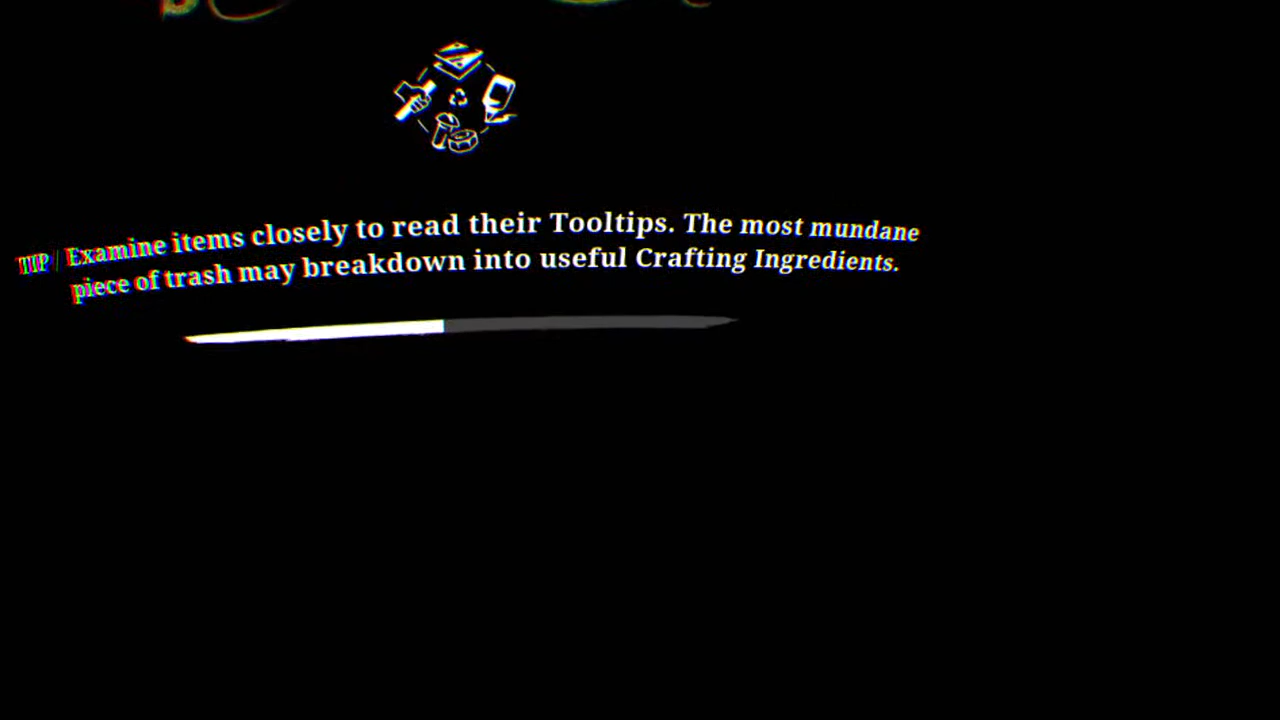 TIP / Examine items closely to read their Tooltips. The most mundane
piece of trash may breakdown into useful Crafting Ingredients.